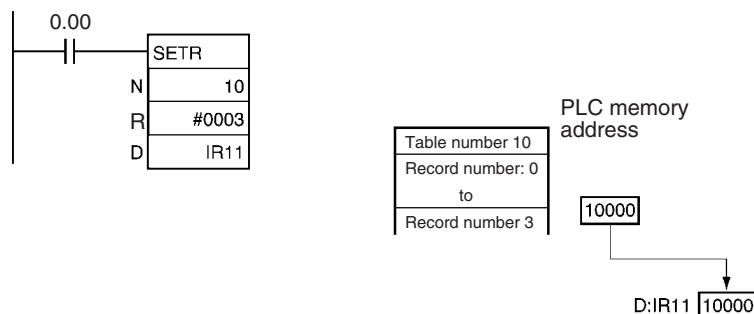 0.00
SETR
N 10
R #0003
D IR11
PLC memory
address
Table number 10
Record number: 0
to
Record number 3
10000
D:IR11 10000